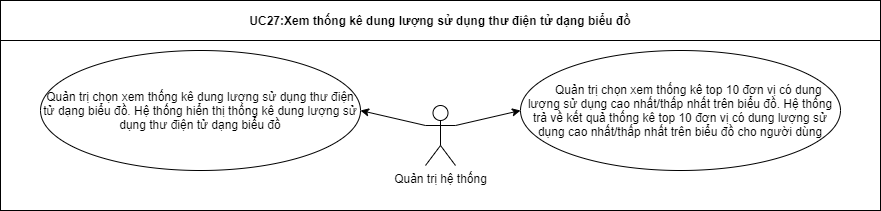 UC27:Xem thống kê dung lượng sử dụng thư điện tử dạng biểu đồ
Quản trị chọn xem thống kê dung lượng sử dụng thư điện
tử dạng biểu đồ. Hệ thống hiển thị thống kê dung lượng sử
dụng thư điện tử dạng biểu đồ
Quản trị chọn xem thống kê top 10 đơn vị có dung
lượng sử dụng cao nhất/thấp nhất trên biểu đồ. Hệ thống
trả về kết quả thống kê top 10 đơn vị có dung lượng sử
dụng cao nhất/thấp nhất trên biểu đồ cho người dùng
Quản trị hệ thống